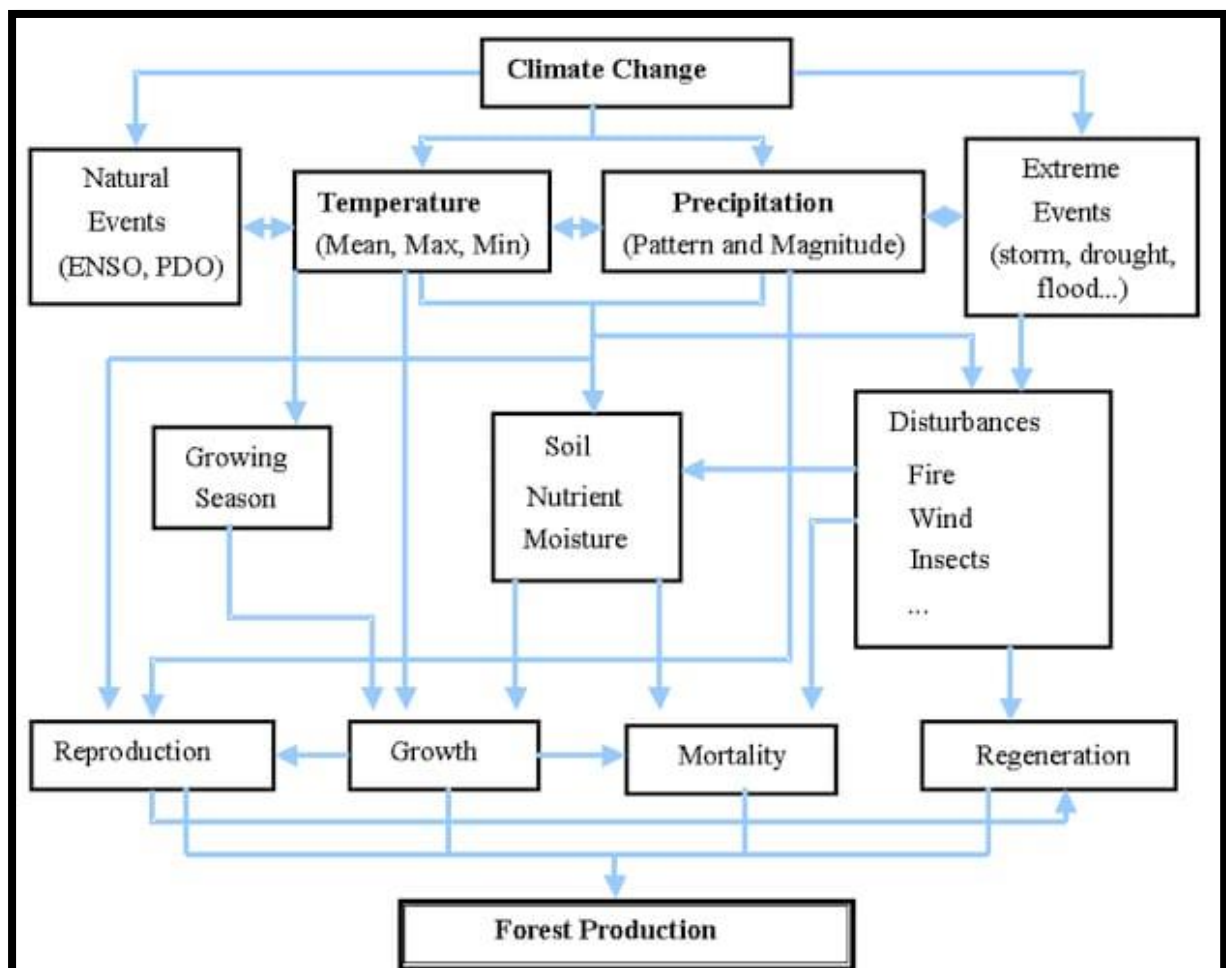 Climate Change
Natural
Events
(ENSO, PDO)
Temperature
(Mean, Max, Min)
Precipitation
(Pattern and Magnitude)
Extreme
Events
(storm, drought,
flood...)
Growing
Season
Soil
Nutrient
Moisture
Disturbances
Fire
Wind
Insects
...
Reproduction
Growth
Mortality
Regeneration
Forest Production